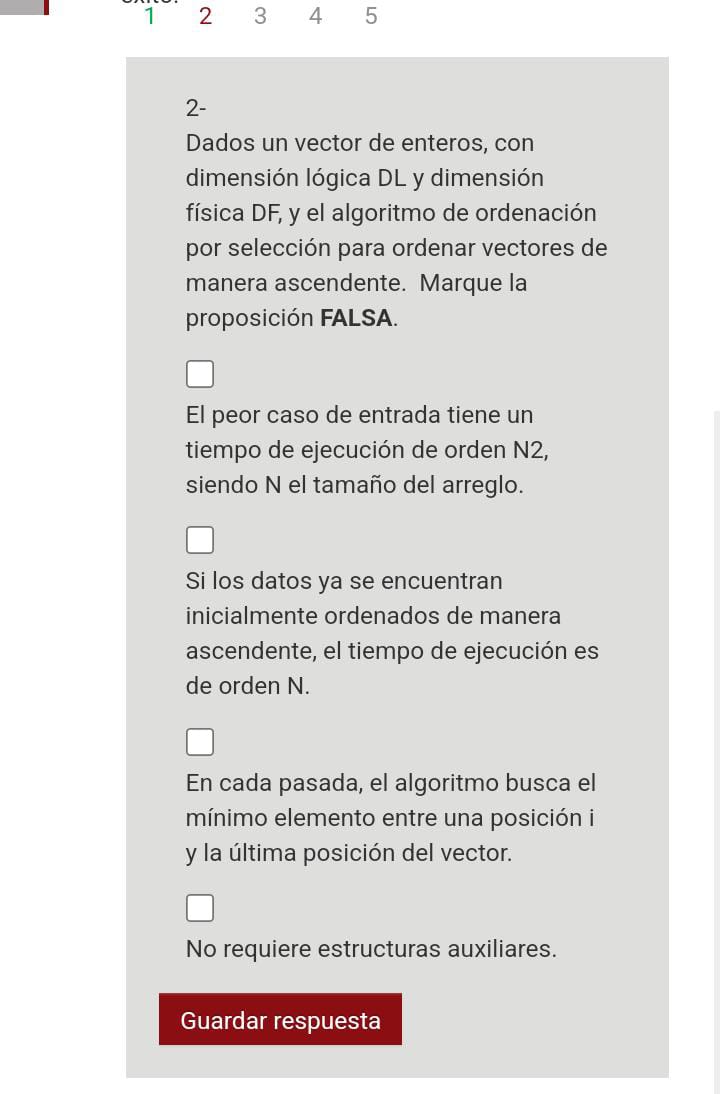 1 2 3 4 5
2-
Dados un vector de enteros, con
dimensión lógica DL y dimensión
física DF, y el algoritmo de ordenación
por selección para ordenar vectores de
manera ascendente.  Marque la
proposición FALSA.
El peor caso de entrada tiene un
tiempo de ejecución de orden N2,
siendo N el tamaño del arreglo.
Si los datos ya se encuentran
inicialmente ordenados de manera
ascendente, el tiempo de ejecución es
de orden N.
En cada pasada, el algoritmo busca el
mínimo elemento entre una posición i
y la última posición del vector.
No requiere estructuras auxiliares.
Guardar respuesta